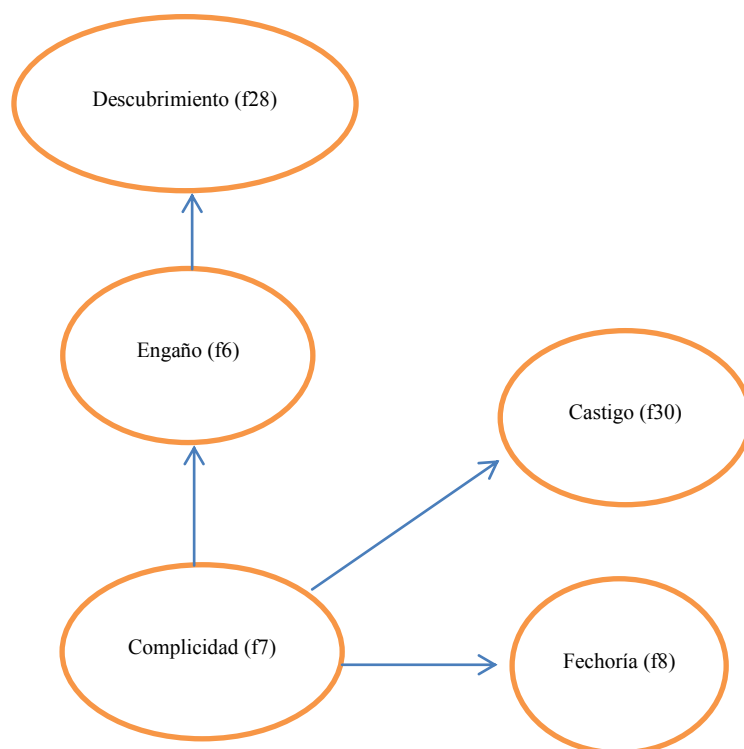 Descubrimiento (f28)
Engaño (f6)
Castigo (f30)
Complicidad (f7)
Fechoría (f8)